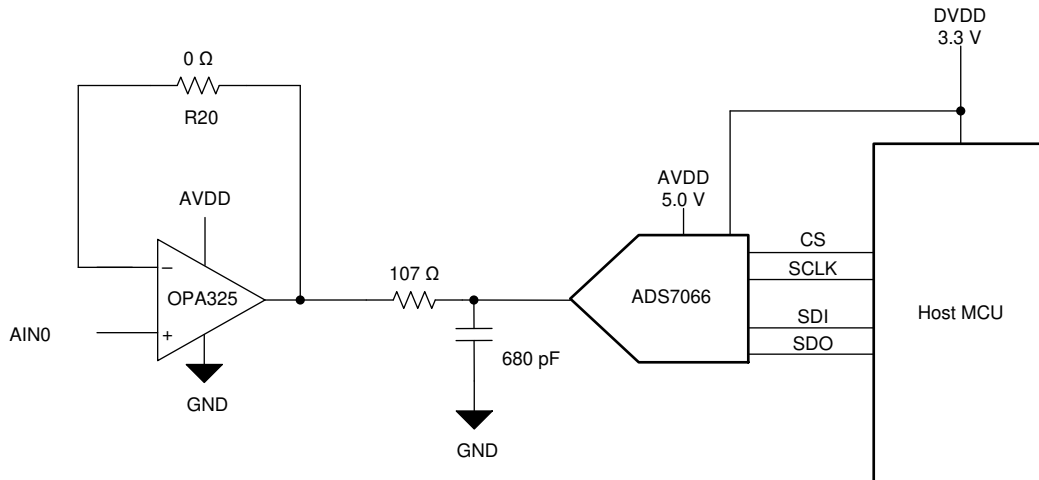 DVDD
3.3 V
0 Ω
R20
AVDD
AVDD
5.0 V
−
OPA325
+
AIN0
GND
107 Ω
680 pF
GND
ADS7066
CS
SCLK
SDI
SDO
Host MCU